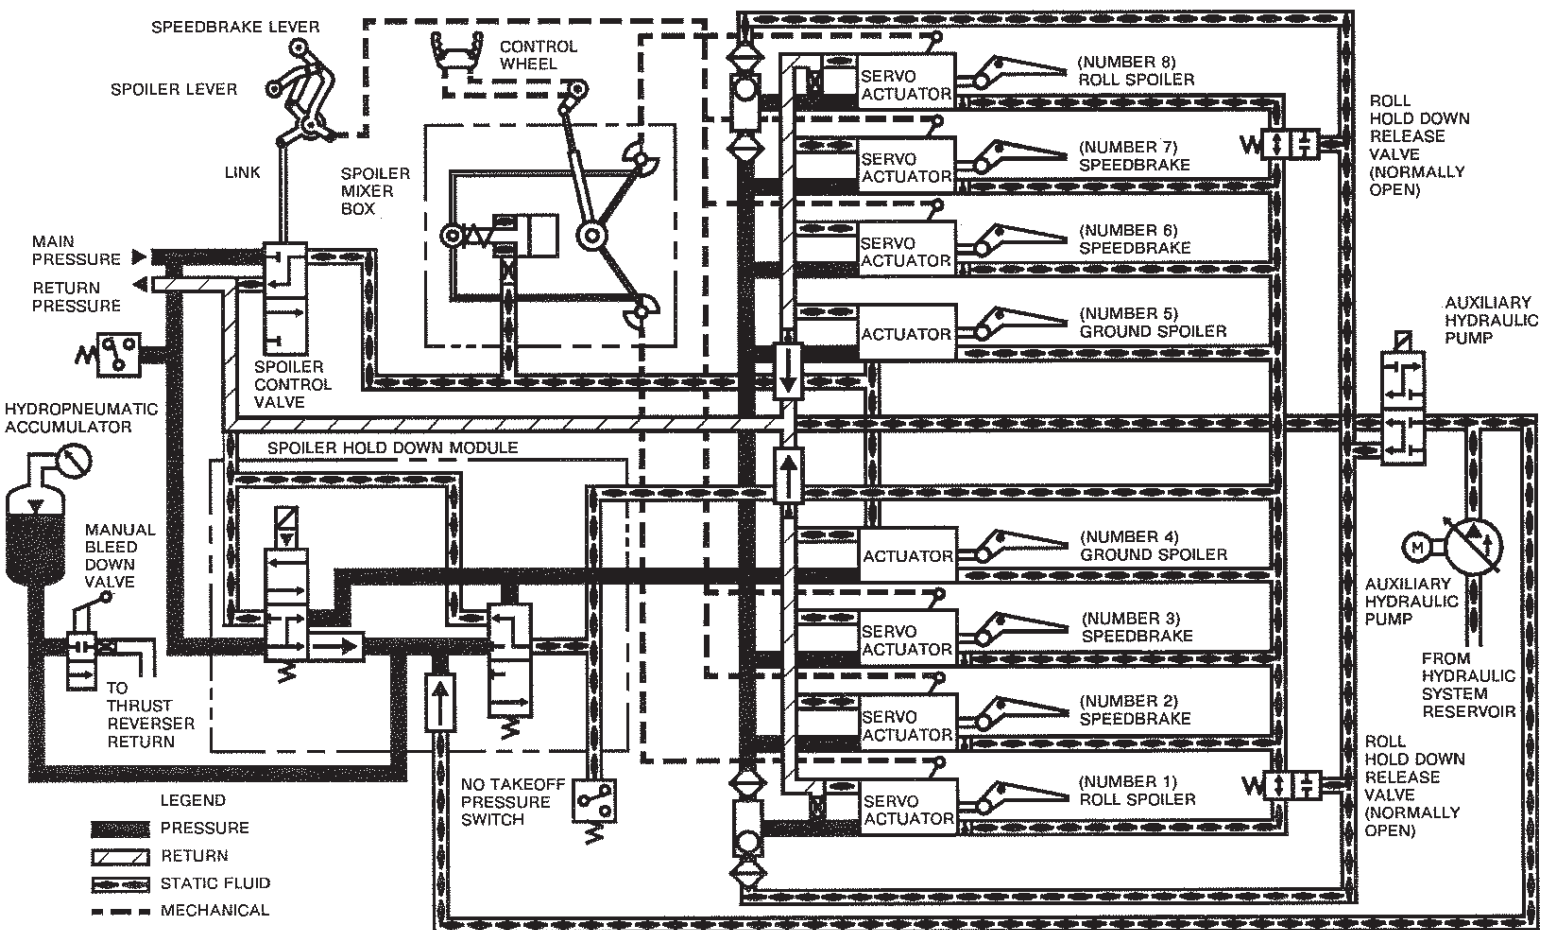 SPEEDBRAKE LEVER
SPOILER LEVER
LINK
CONTROL
WHEEL
SPOILER
MIXER
BOX
MAIN
PRESSURE
RETURN
PRESSURE
SPOILER
CONTROL
VALVE
HYDROPNEUMATIC
ACCUMULATOR
SPOILER HOLD DOWN MODULE
MANUAL
BLEED
DOWN
VALVE
TO
THRUST
REVERSER
RETURN
NO TAKEOFF
PRESSURE
SWITCH
LEGEND
PRESSURE
RETURN
STATIC FLUID
MECHANICAL
SERVO
ACTUATOR
(NUMBER 8)
ROLL SPOILER
SERVO
ACTUATOR
(NUMBER 7)
SPEEDBRAKE
SERVO
ACTUATOR
(NUMBER 6)
SPEEDBRAKE
ACTUATOR
(NUMBER 5)
GROUND SPOILER
ACTUATOR
(NUMBER 4)
GROUND SPOILER
SERVO
ACTUATOR
(NUMBER 3)
SPEEDBRAKE
SERVO
ACTUATOR
(NUMBER 2)
SPEEDBRAKE
SERVO
ACTUATOR
(NUMBER 1)
ROLL SPOILER
ROLL
HOLD DOWN
RELEASE
VALVE
(NORMALLY
OPEN)
AUXILIARY
HYDRAULIC
PUMP
M
AUXILIARY
HYDRAULIC
PUMP
FROM
HYDRAULIC
SYSTEM
RESERVOIR
ROLL
HOLD DOWN
RELEASE
VALVE
(NORMALLY
OPEN)